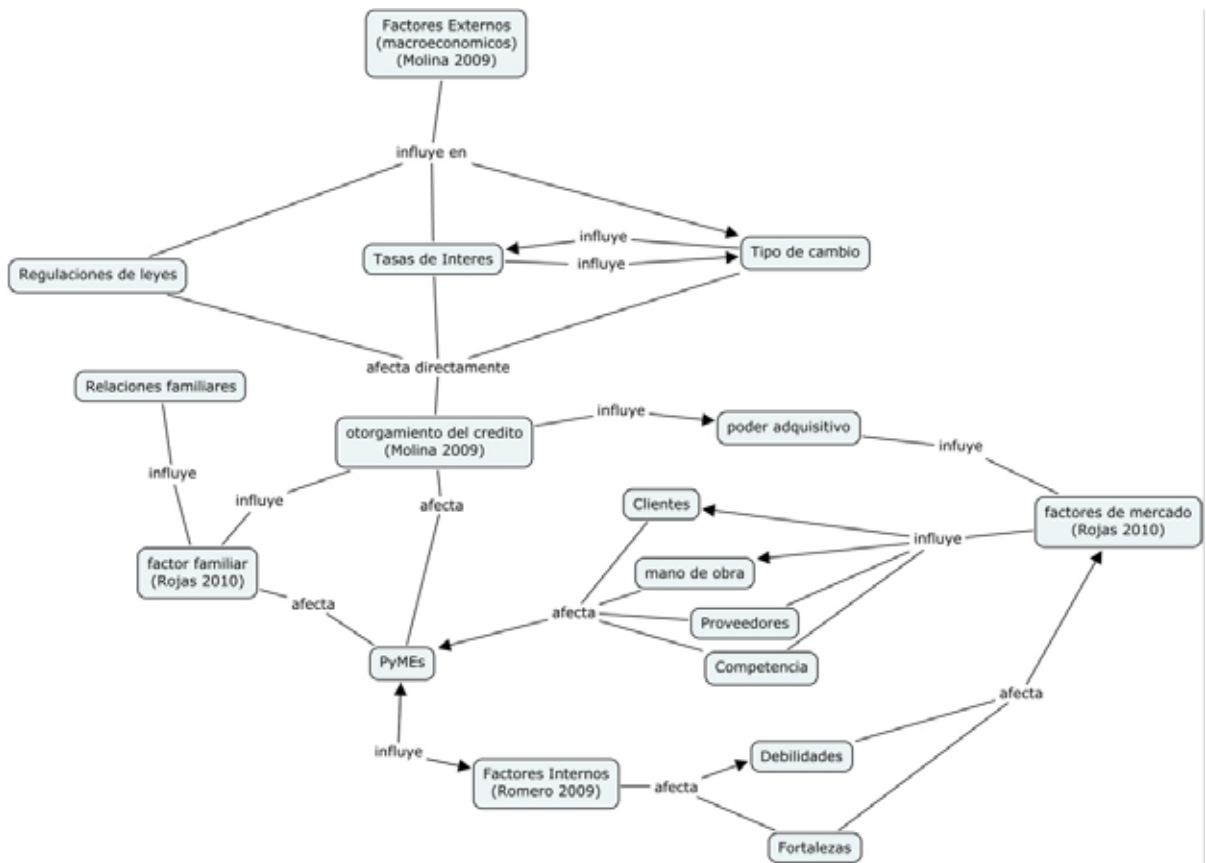 Factores Externos
(macroeconomicos)
(Molina 2009)
influye en
Regulaciones de leyes
Tasas de Interes
influye
influye
Tipo de cambio
afecta directamente
Relaciones familiares
otorgamiento del credito
(Molina 2009)
influye
poder adquisitivo
infuye
influye
influye
afecta
Clientes
factores de mercado
(Rojas 2010)
influye
factor familiar
(Rojas 2010)
mano de obra
afecta
afecta
Proveedores
PyMEs
Competencia
afecta
influye
Debilidades
Factores Internos
(Romero 2009)
afecta
Fortalezas